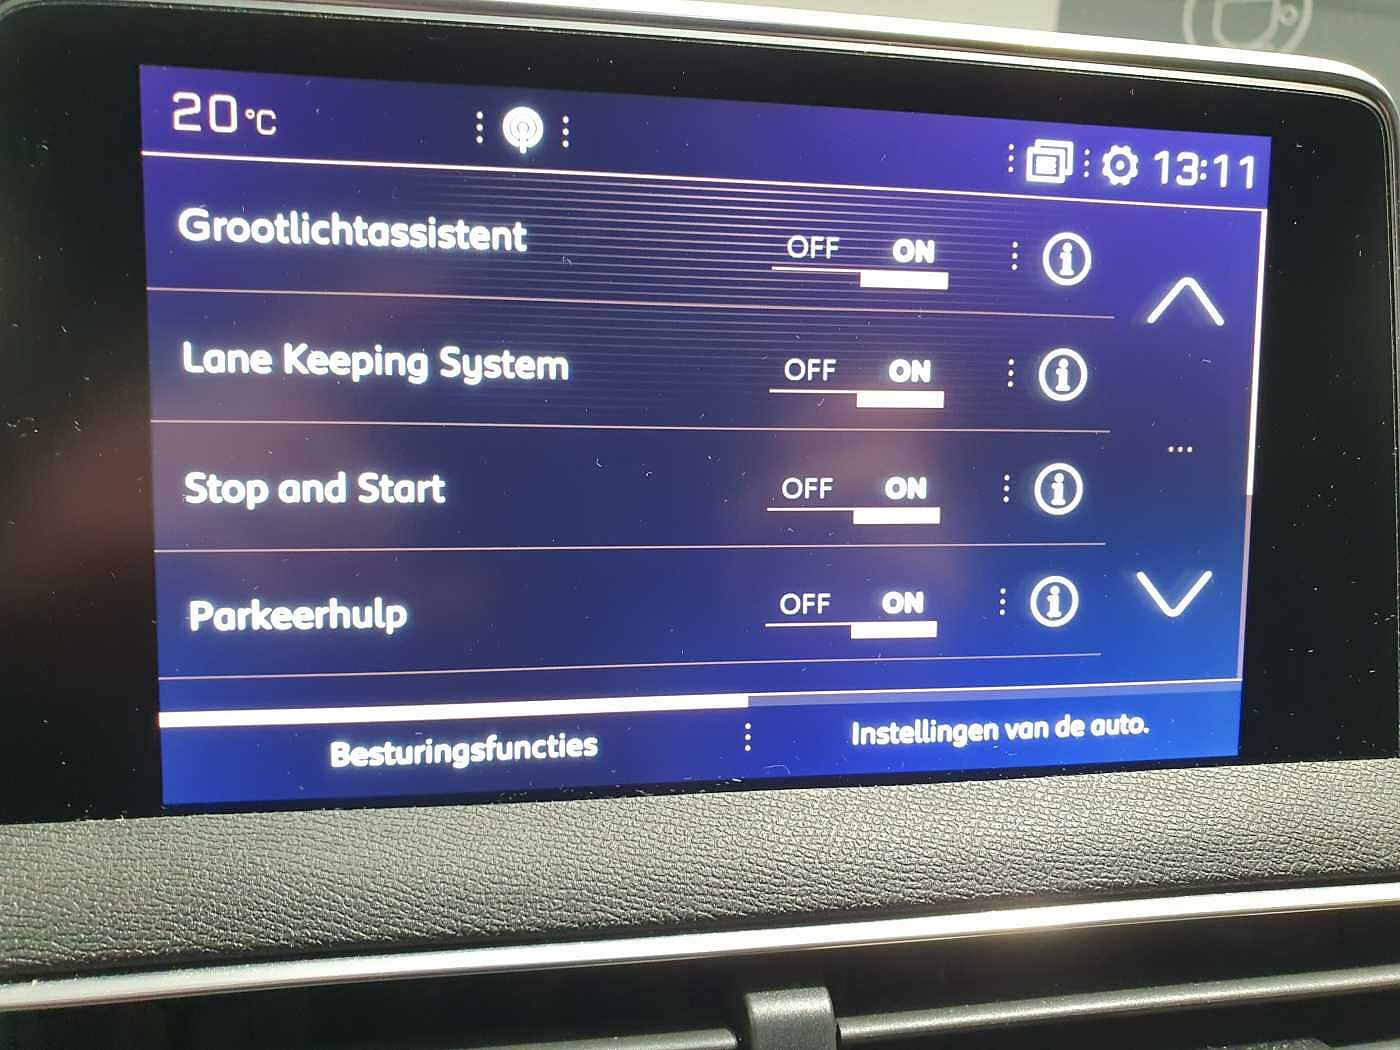 20°C
13:11
Grootlichtassistent OFF ON
Lane Keeping System OFF ON
Stop and Start OFF ON
Parkeerhulp OFF ON
Besturingsfuncties
Instellingen van de auto.